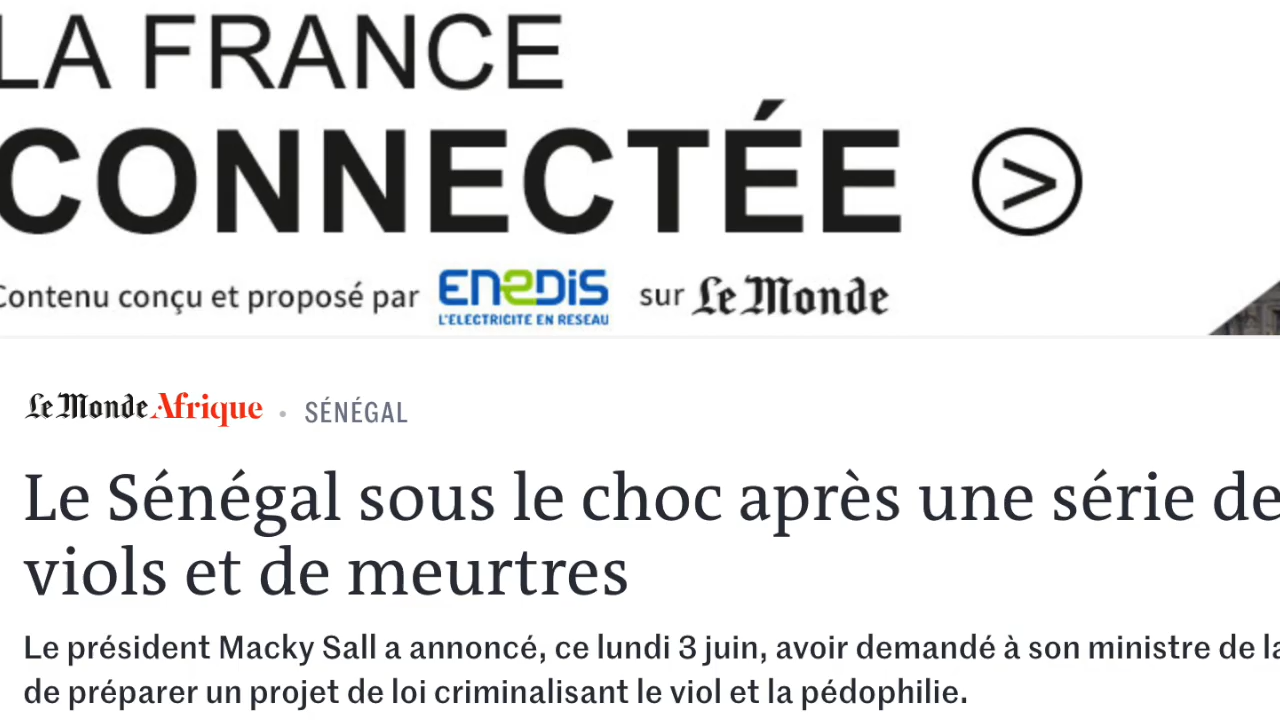 LA FRANCE
CONNECTÉE >
Contenu conçu et proposé par ENEDIS sur Le Monde
L'ELECTRICITE EN RESEAU
Le Monde Afrique • SÉNÉGAL
Le Sénégal sous le choc après une série de
viols et de meurtres
Le président Macky Sall a annoncé, ce lundi 3 juin, avoir demandé à son ministre de la
de préparer un projet de loi criminalisant le viol et la pédophilie.